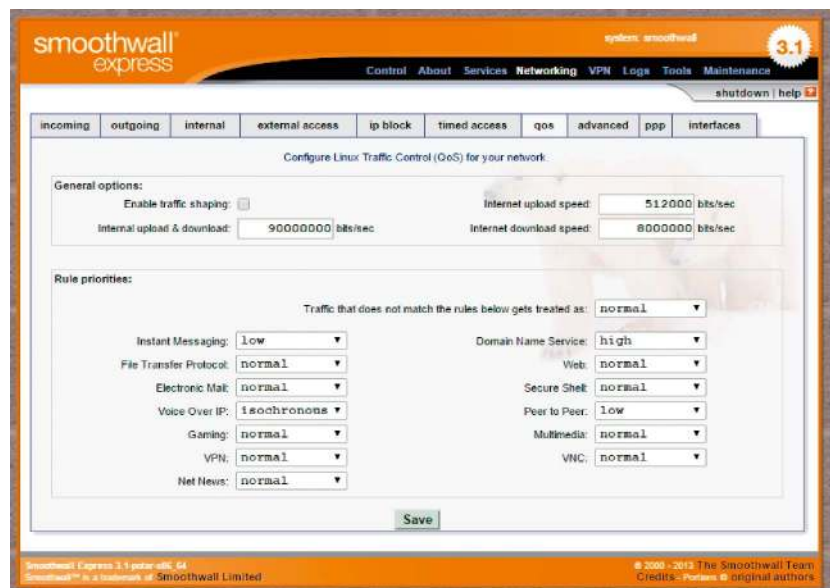 smoothwall
express
system: smoothwall
3.1
Control About Services Networking VPN Logs Tools Maintenance
shutdown | help
incoming outgoing internal external access ip block timed access qos advanced ppp interfaces
Configure Linux Traffic Control (QoS) for your network.
General options:
Enable traffic shaping: Internet upload speed: 512000 bits/sec
Internal upload & download: 90000000 bits/sec Internet download speed: 8000000 bits/sec
Rule priorities:
Traffic that does not match the rules below gets treated as: normal
Instant Messaging: low Domain Name Service: high
File Transfer Protocol: normal Web: normal
Electronic Mail: normal Secure Shell: normal
Voice Over IP: isochronous Peer to Peer: low
Gaming: normal Multimedia: normal
VPN: normal VNC: normal
Net News: normal
Save
Smoothwall Express 3.1-polar-x86_64
Smoothwall™ is a trademark of Smoothwall Limited
© 2000 - 2013 The Smoothwall Team
Credits - Portions © original authors